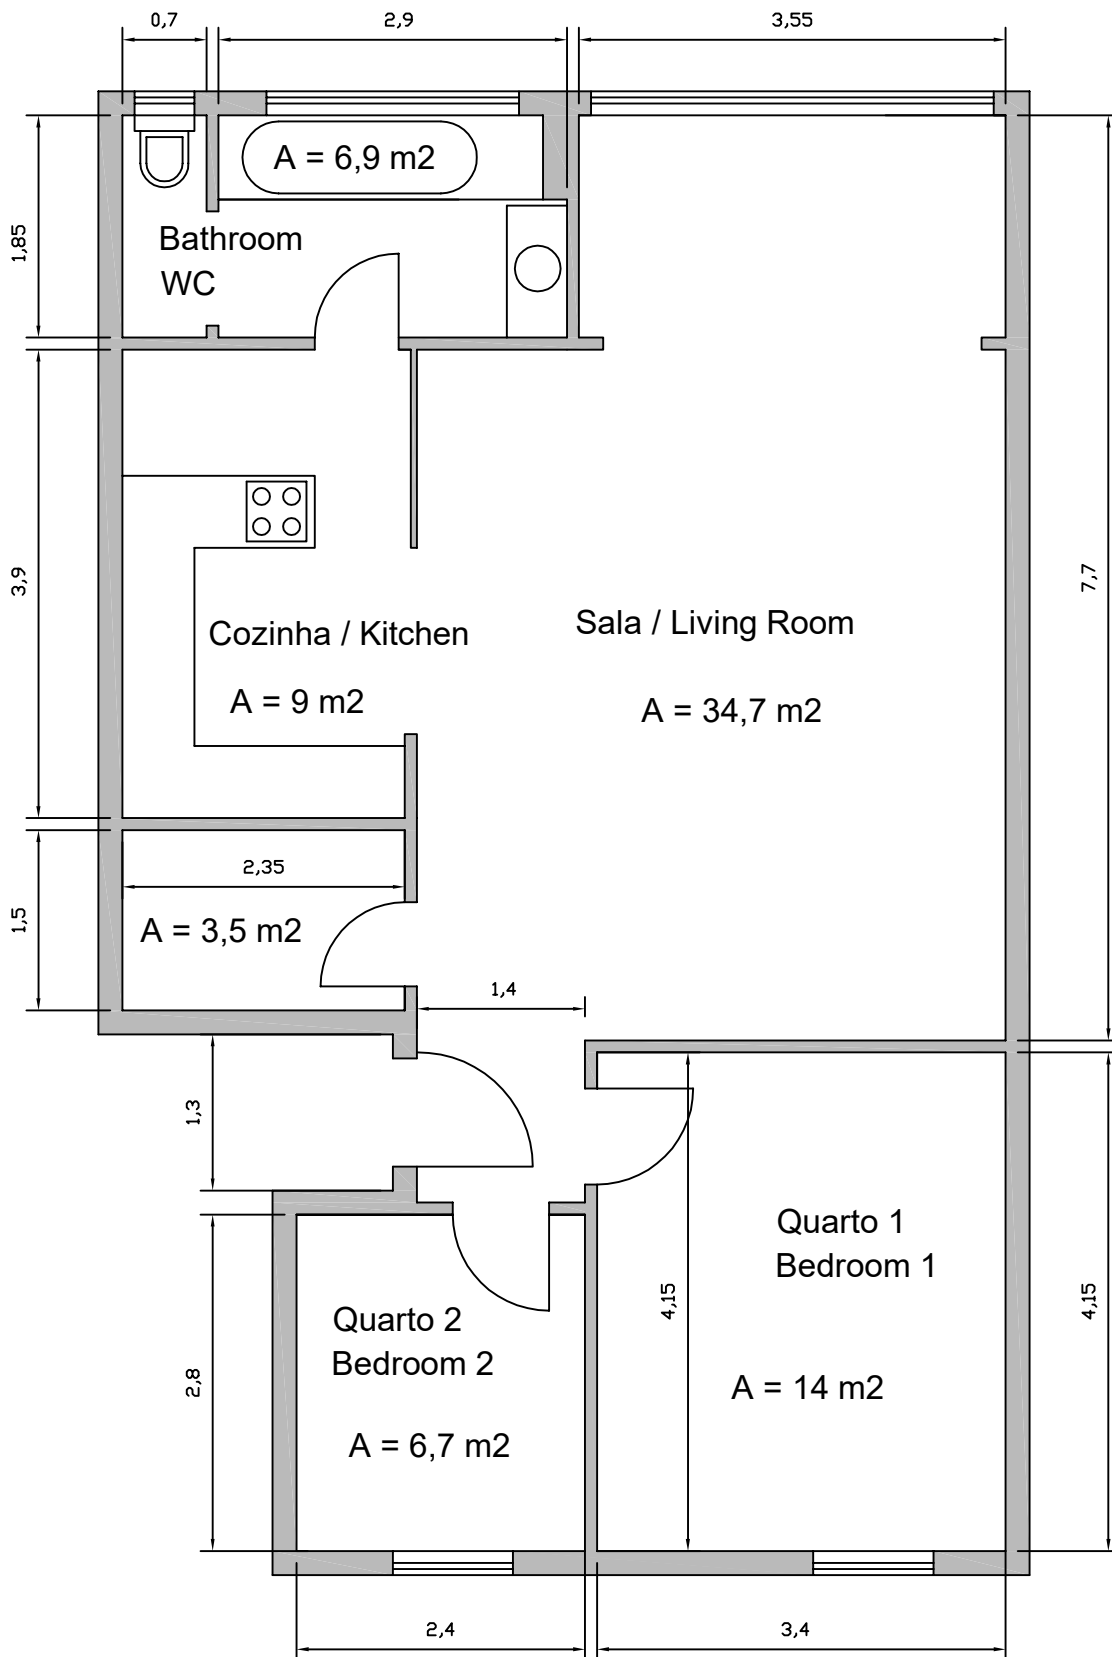 0,7
2,9
3,55
A = 6,9 m2
1,85
Bathroom
WC
3,9
7,7
Cozinha / Kitchen
A = 9 m2
Sala / Living Room
A = 34,7 m2
2,35
1,5
A = 3,5 m2
1,4
1,3
Quarto 1
Bedroom 1
4,15
4,15
Quarto 2
Bedroom 2
2,8
A = 14 m2
A = 6,7 m2
2,4
3,4